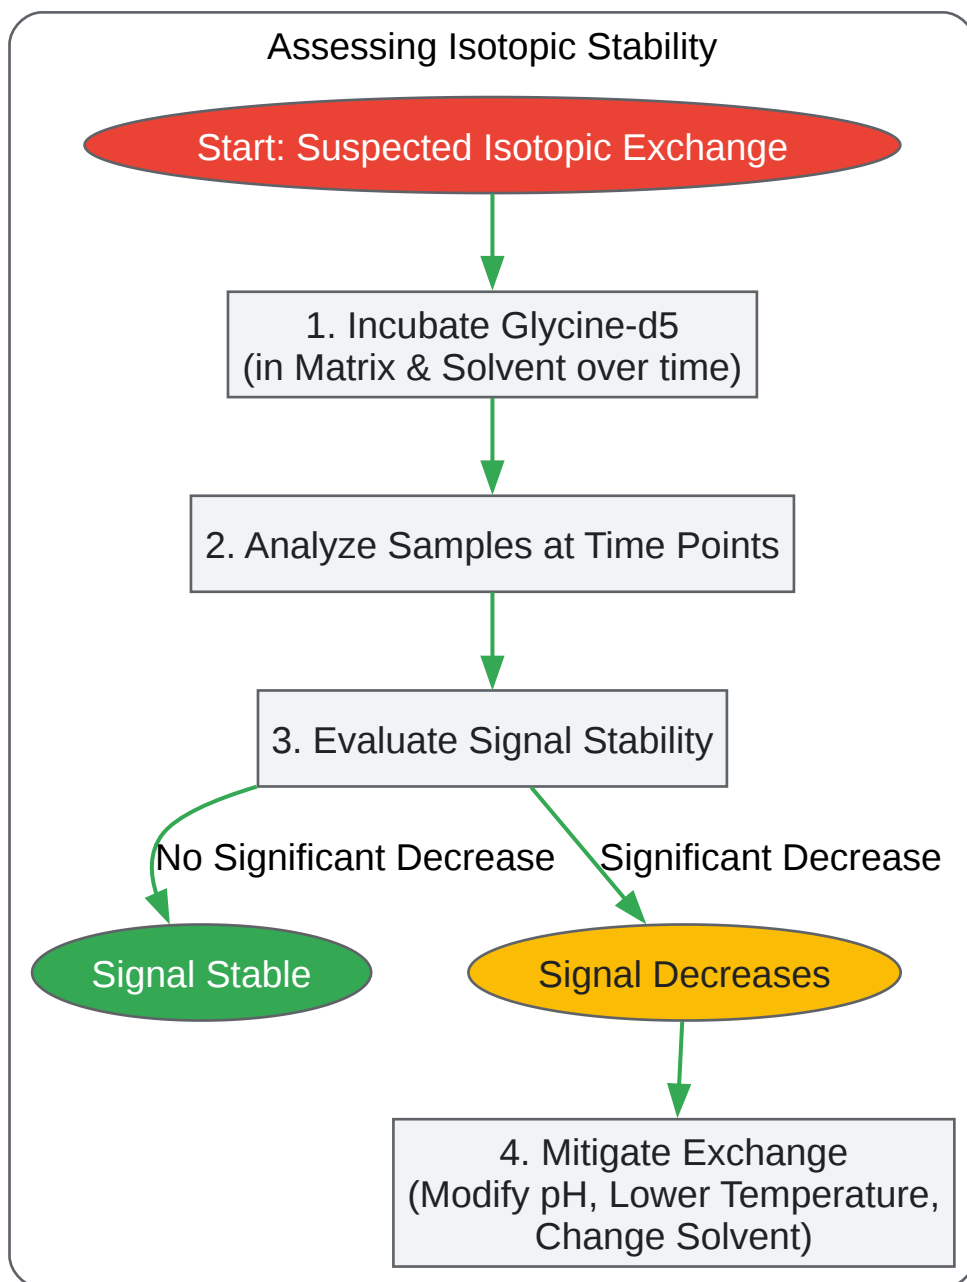 Assessing Isotopic Stability
Start: Suspected Isotopic Exchange
1. Incubate Glycine-d5
(in Matrix & Solvent over time)
2. Analyze Samples at Time Points
3. Evaluate Signal Stability
No Significant Decrease
Significant Decrease
Signal Stable
Signal Decreases
4. Mitigate Exchange
(Modify pH, Lower Temperature,
Change Solvent)